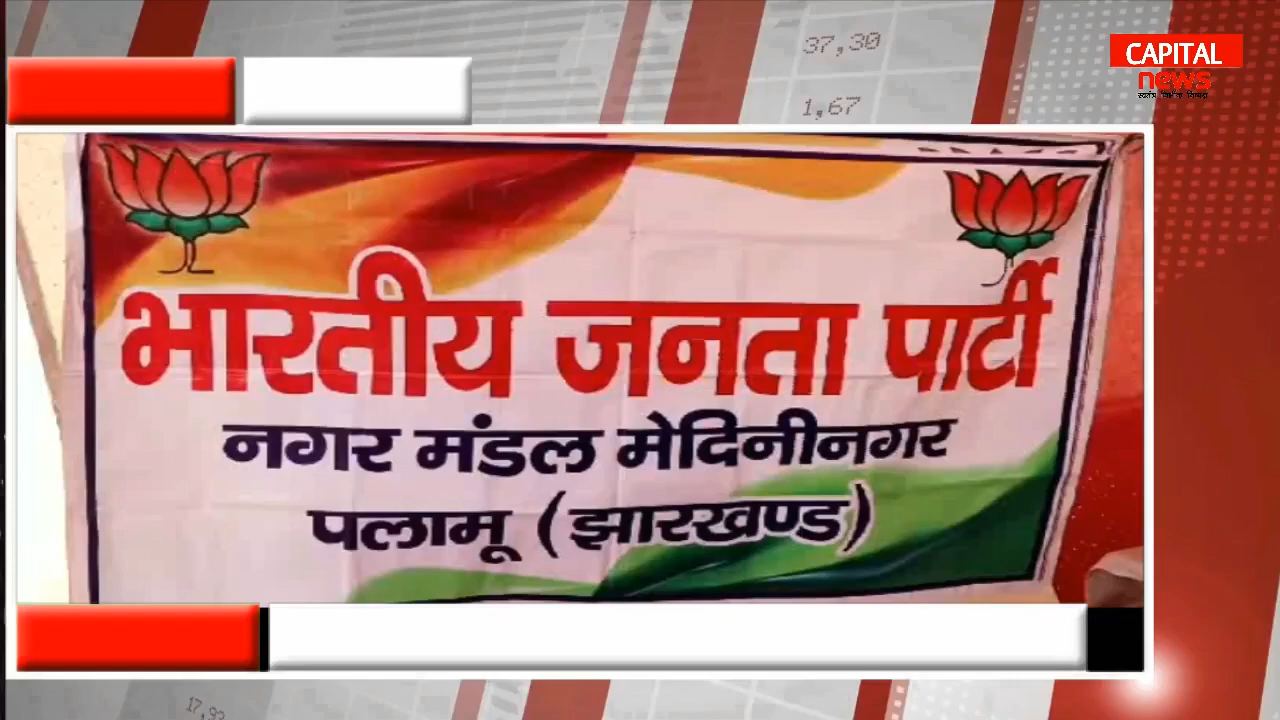 37,30
1,67
CAPITAL
news
भारतीय जनता पार्टी
नगर मंडल मेदिनीनगर
पलामू (झारखण्ड)